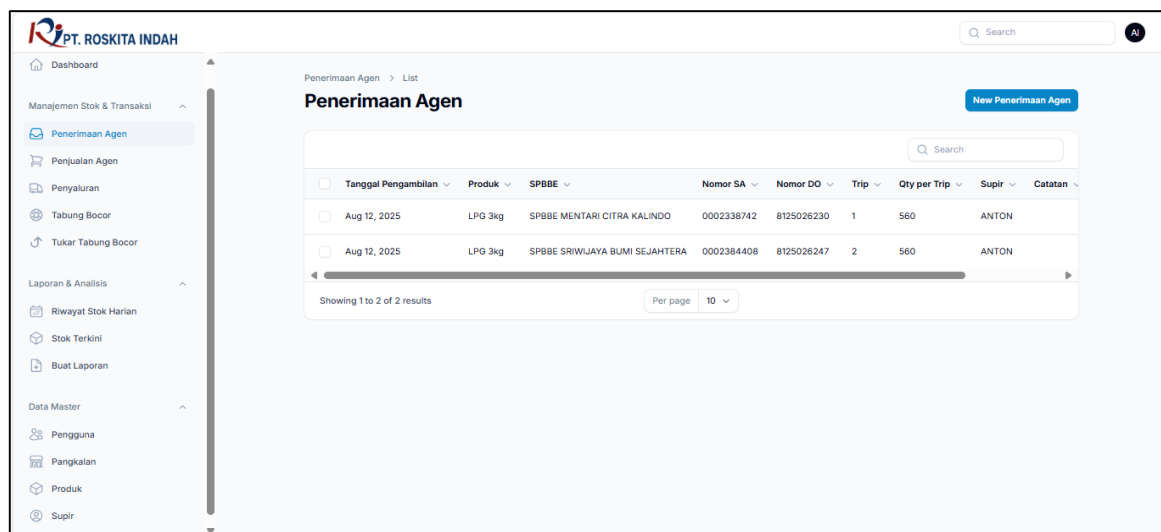 PT. ROSKITA INDAH
Search
AI
Dashboard
Manajemen Stok & Transaksi
Penerimaan Agen
Penjualan Agen
Penyaluran
Tabung Bocor
Tukar Tabung Bocor
Laporan & Analisis
Riwayat Stok Harian
Stok Terkini
Buat Laporan
Data Master
Pengguna
Pangkalan
Produk
Supir
Penerimaan Agen > List
Penerimaan Agen
New Penerimaan Agen
Search
Tanggal Pengambilan Produk SPBBE Nomor SA Nomor DO Trip Qty per Trip Supir Catatan
Aug 12, 2025 LPG 3kg SPBBE MENTARI CITRA KALINDO 0002338742 8125026230 1 560 ANTON
Aug 12, 2025 LPG 3kg SPBBE SRIWIJAYA BUMI SEJAHTERA 0002384408 8125026247 2 560 ANTON
Showing 1 to 2 of 2 results
Per page 10